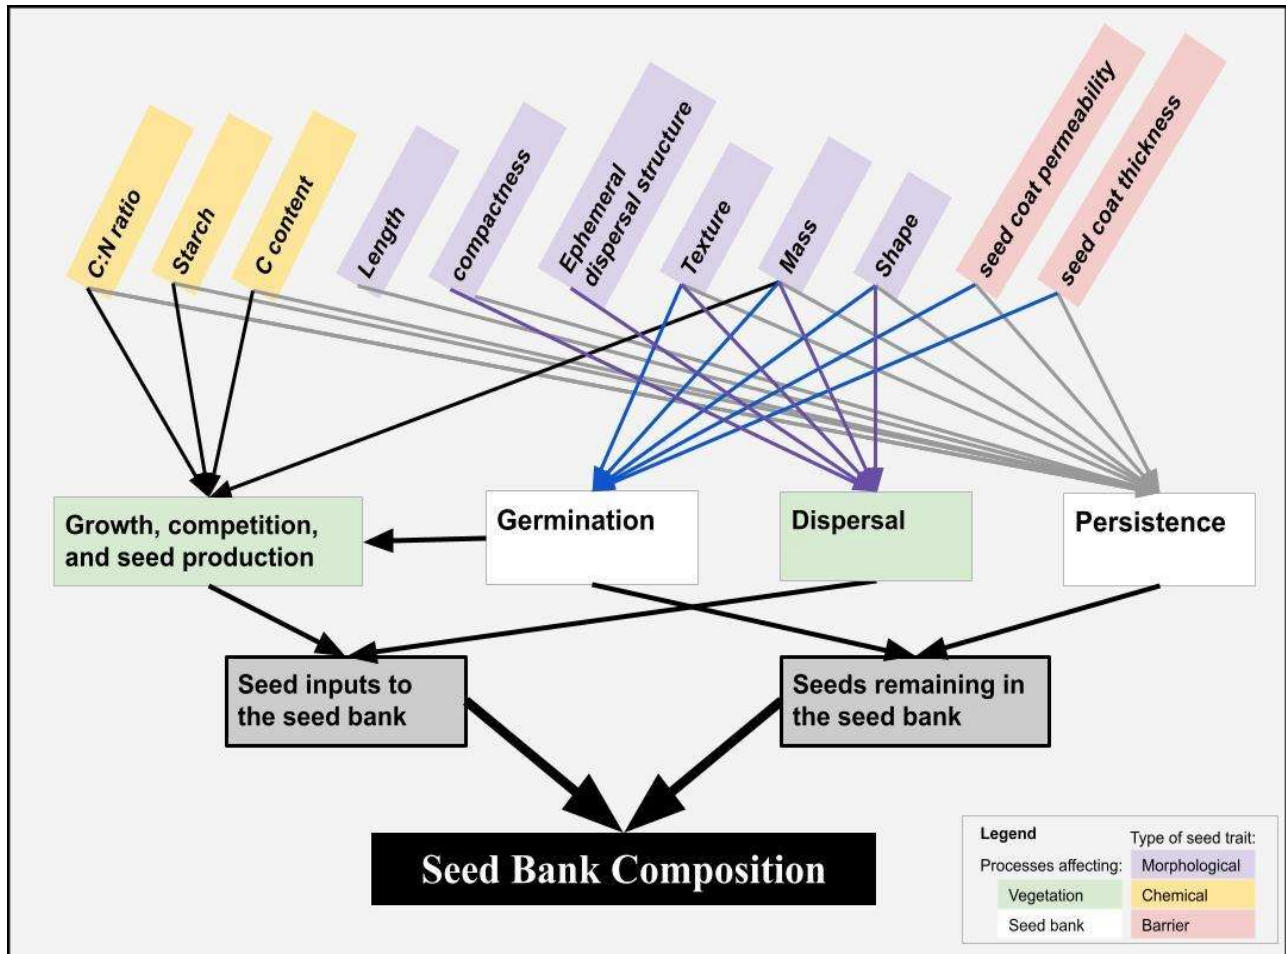 C:N ratio
Starch
C content
Length
compactness
Ephemeral
dispersal structure
Texture
Mass
Shape
seed coat permeability
seed coat thickness
Growth, competition,
and seed production
Germination
Dispersal
Persistence
Seed inputs to
the seed bank
Seeds remaining in
the seed bank
Seed Bank Composition
Legend
Type of seed trait:
Processes affecting:
Morphological
Vegetation
Chemical
Seed bank
Barrier